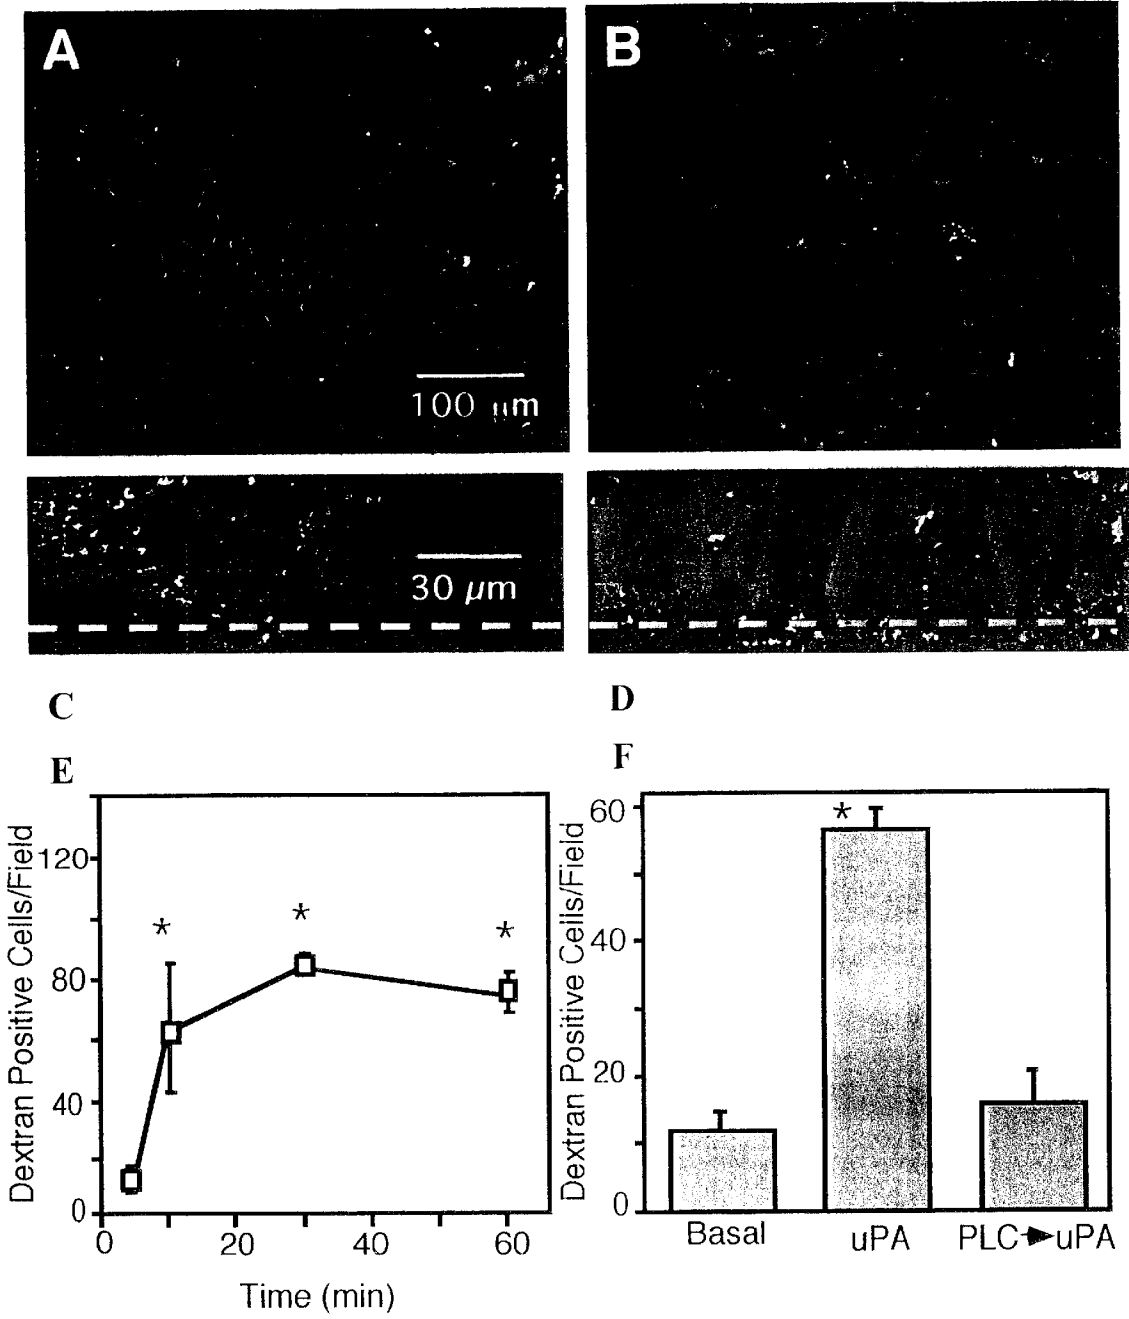 A
B
100 µm
30 µm
C
D
E
F
Dextran Positive Cells/Field
120
80
40
0
*
*
*
0
20
40
60
Time (min)
Dextran Positive Cells/Field
60
40
20
0
*
Basal
uPA
PLC➔uPA